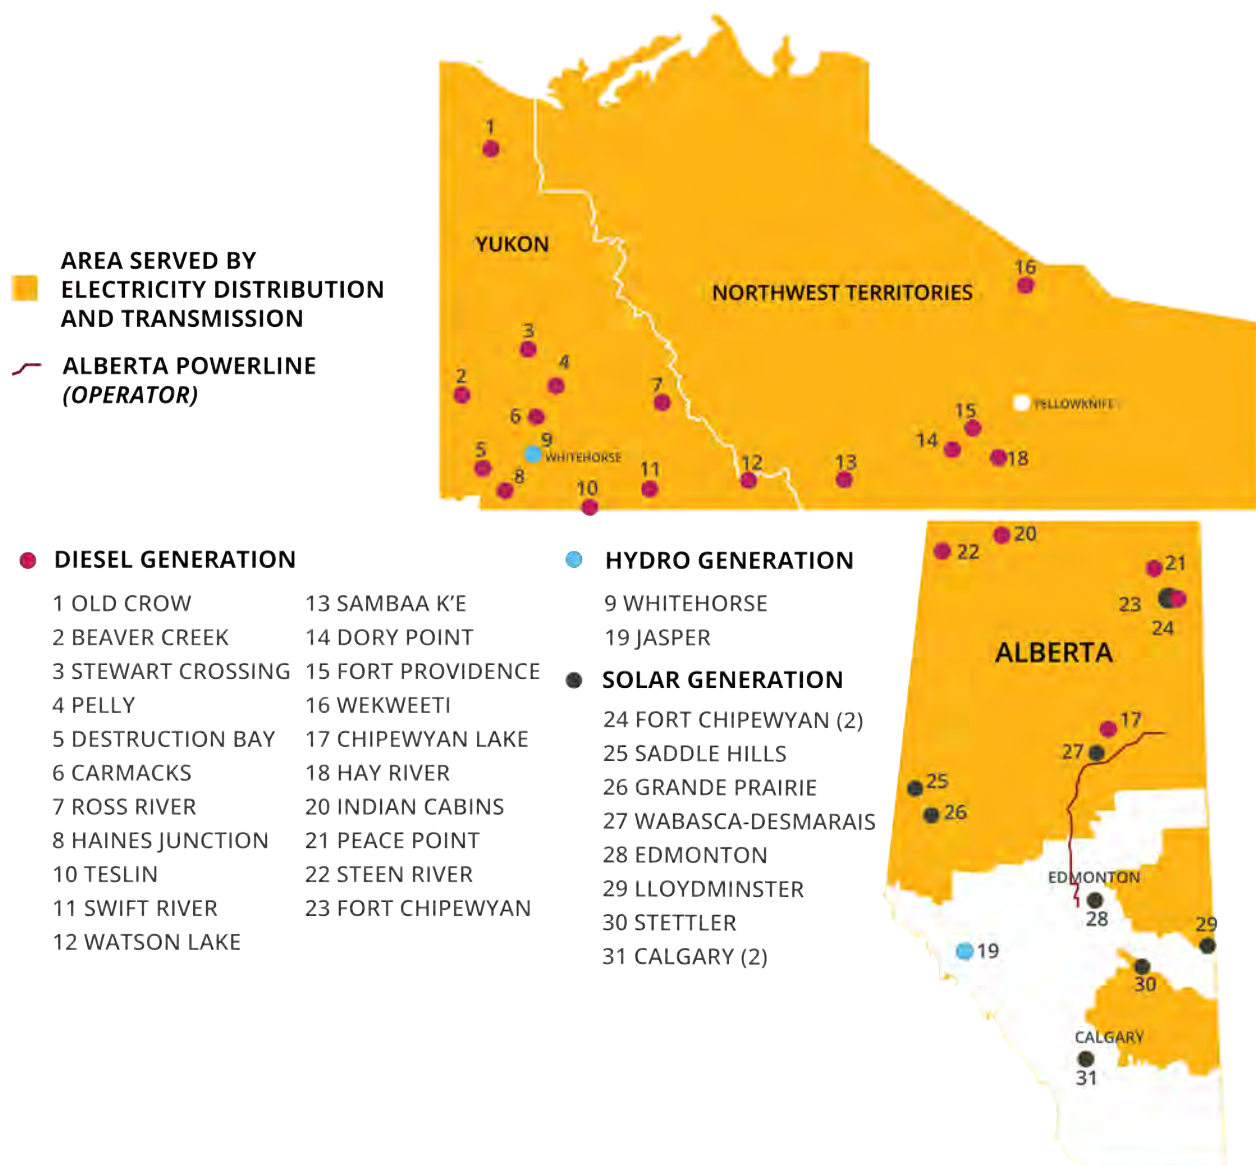 1
YUKON
AREA SERVED BY
ELECTRICITY DISTRIBUTION
AND TRANSMISSION
ALBERTA POWERLINE
(OPERATOR)
16
NORTHWEST TERRITORIES
3
4
2
7
6
YELLOWKNIFE
15
14
9
WHITEHORSE
18
5
8
11
12
13
10
DIESEL GENERATION
1 OLD CROW
2 BEAVER CREEK
3 STEWART CROSSING
4 PELLY
5 DESTRUCTION BAY
6 CARMACKS
7 ROSS RIVER
8 HAINES JUNCTION
10 TESLIN
11 SWIFT RIVER
12 WATSON LAKE
13 SAMBAA K'E
14 DORY POINT
15 FORT PROVIDENCE
16 WEKWEETI
17 CHIPEWYAN LAKE
18 HAY RIVER
20 INDIAN CABINS
21 PEACE POINT
22 STEEN RIVER
23 FORT CHIPEWYAN
HYDRO GENERATION
9 WHITEHORSE
19 JASPER
SOLAR GENERATION
24 FORT CHIPEWYAN (2)
25 SADDLE HILLS
26 GRANDE PRAIRIE
27 WABASCA-DESMARAIS
28 EDMONTON
29 LLOYDMINSTER
30 STETTLER
31 CALGARY (2)
20
22
21
23
24
ALBERTA
17
27
25
26
EDMONTON
28
29
19
30
CALGARY
31